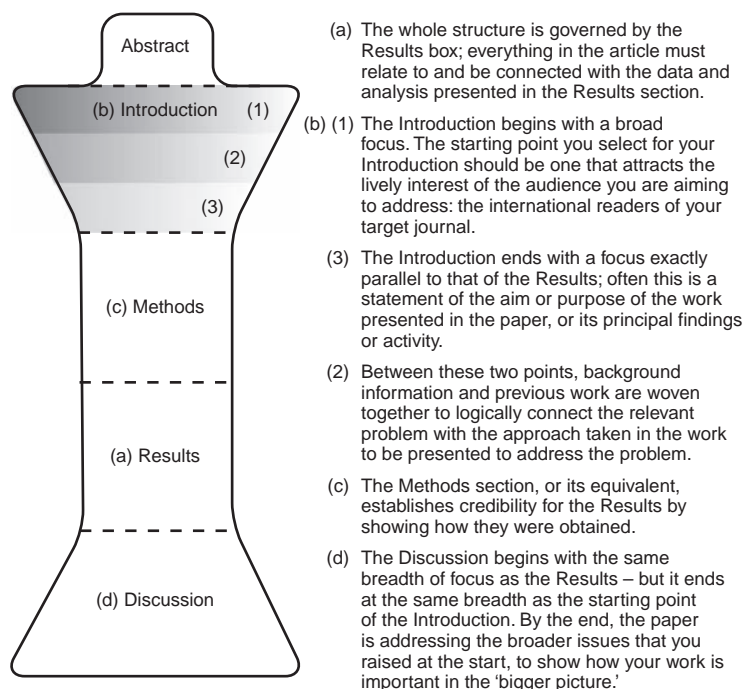 Abstract
(b) Introduction (1)
(2)
(3)
(c) Methods
(a) Results
(d) Discussion
(a) The whole structure is governed by the
Results box; everything in the article must
relate to and be connected with the data and
analysis presented in the Results section.
(b) (1) The Introduction begins with a broad
focus. The starting point you select for your
Introduction should be one that attracts the
lively interest of the audience you are aiming
to address: the international readers of your
target journal.
(3) The Introduction ends with a focus exactly
parallel to that of the Results; often this is a
statement of the aim or purpose of the work
presented in the paper, or its principal findings
or activity.
(2) Between these two points, background
information and previous work are woven
together to logically connect the relevant
problem with the approach taken in the work
to be presented to address the problem.
(c) The Methods section, or its equivalent,
establishes credibility for the Results by
showing how they were obtained.
(d) The Discussion begins with the same
breadth of focus as the Results – but it ends
at the same breadth as the starting point
of the Introduction. By the end, the paper
is addressing the broader issues that you
raised at the start, to show how your work is
important in the ‘bigger picture.’